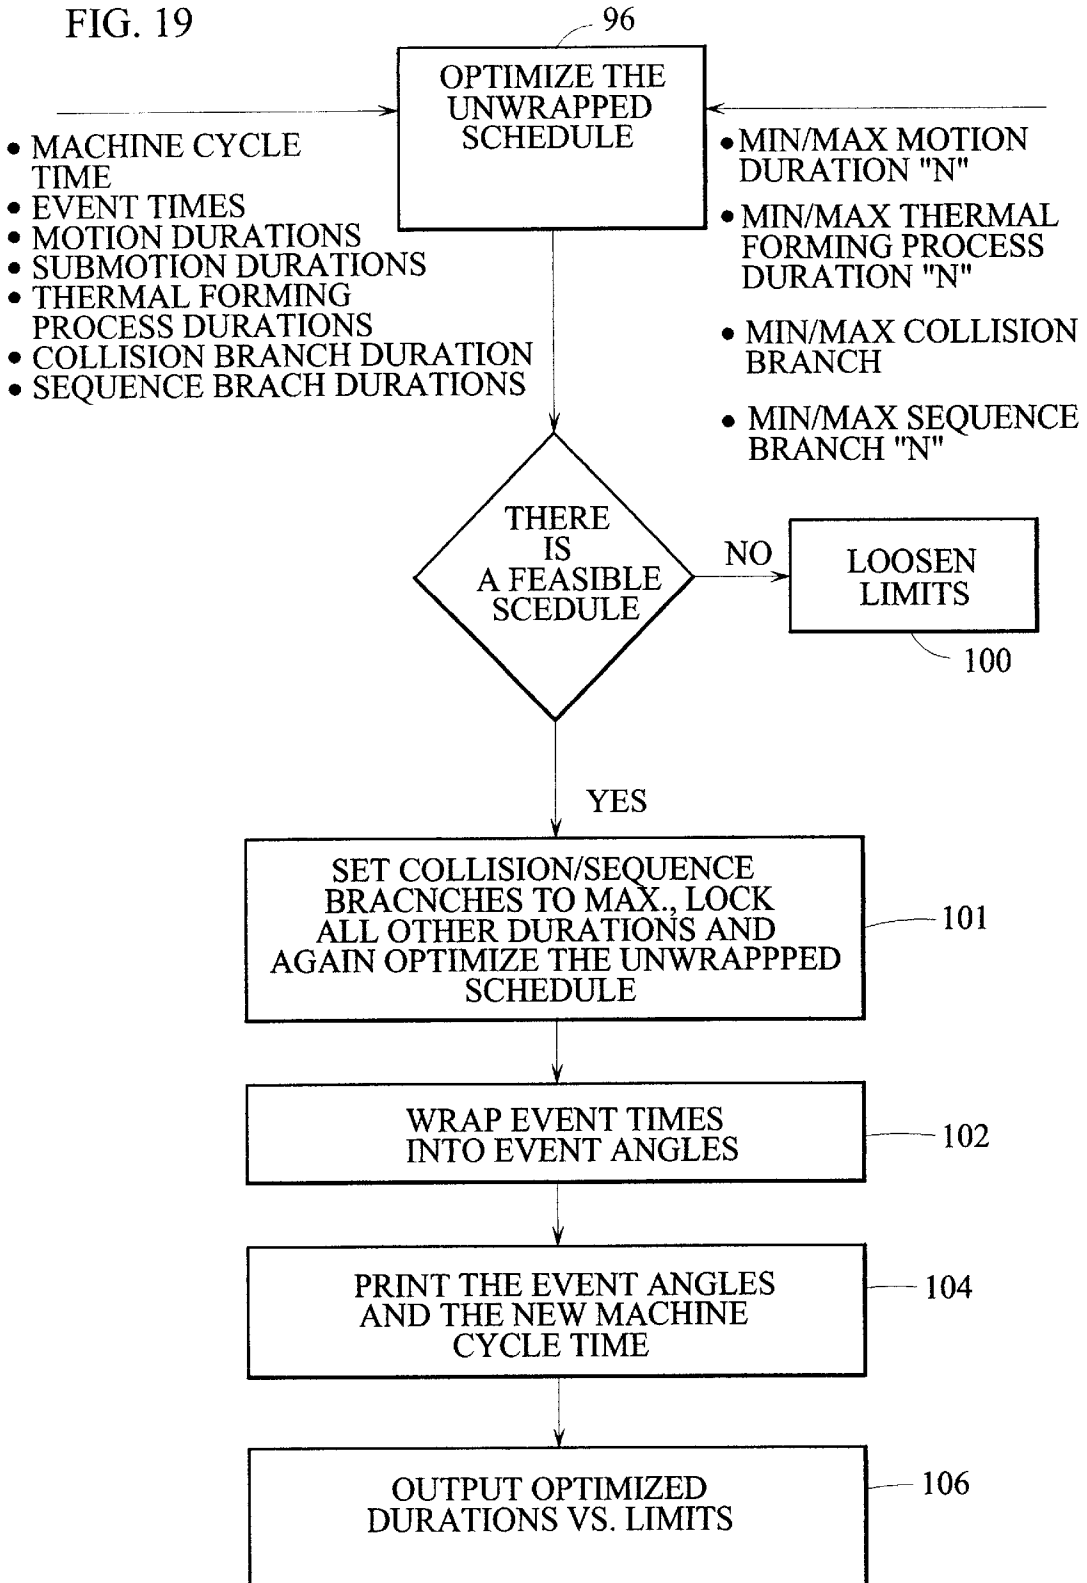 FIG. 19
96
OPTIMIZE THE
UNWRAPPED
SCHEDULE
• MACHINE CYCLE
TIME
• EVENT TIMES
• MOTION DURATIONS
• SUBMOTION DURATIONS
• THERMAL FORMING
PROCESS DURATIONS
• COLLISION BRANCH DURATION
• SEQUENCE BRACH DURATIONS
• MIN/MAX MOTION
DURATION "N"
• MIN/MAX THERMAL
FORMING PROCESS
DURATION "N"
• MIN/MAX COLLISION
BRANCH
• MIN/MAX SEQUENCE
BRANCH "N"
THERE
IS
A FEASIBLE
SCEDULE
NO
LOOSEN
LIMITS
100
YES
SET COLLISION/SEQUENCE
BRACNCHES TO MAX., LOCK
ALL OTHER DURATIONS AND
AGAIN OPTIMIZE THE UNWRAPPPED
SCHEDULE
101
WRAP EVENT TIMES
INTO EVENT ANGLES
102
PRINT THE EVENT ANGLES
AND THE NEW MACHINE
CYCLE TIME
104
OUTPUT OPTIMIZED
DURATIONS VS. LIMITS
106